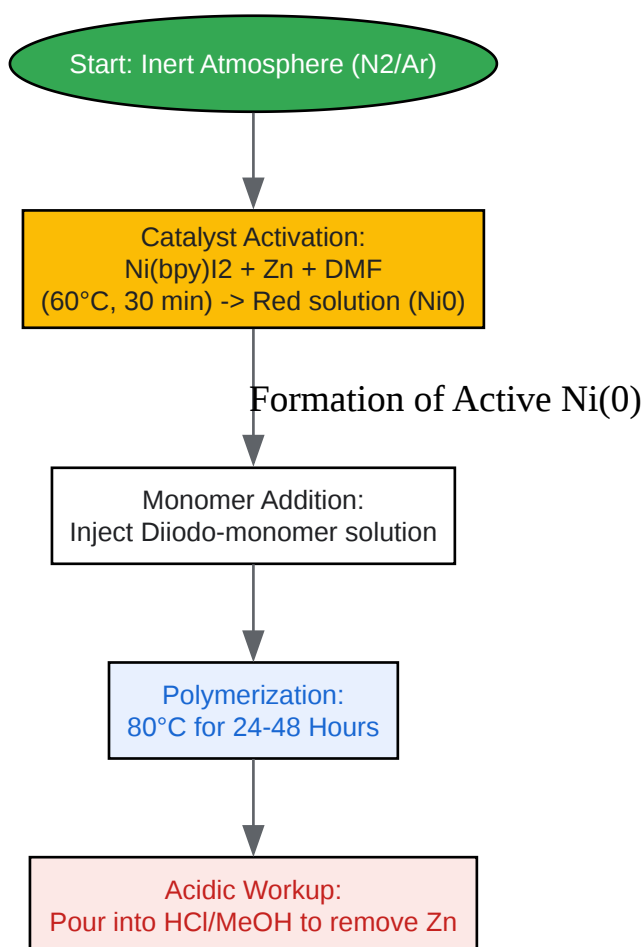 Start: Inert Atmosphere (N2/Ar)
Catalyst Activation:
Ni(bpy)I2 + Zn + DMF
(60°C, 30 min) -> Red solution (Ni0)
Formation of Active Ni(0)
Monomer Addition:
Inject Diiodo-monomer solution
Polymerization:
80°C for 24-48 Hours
Acidic Workup:
Pour into HCl/MeOH to remove Zn